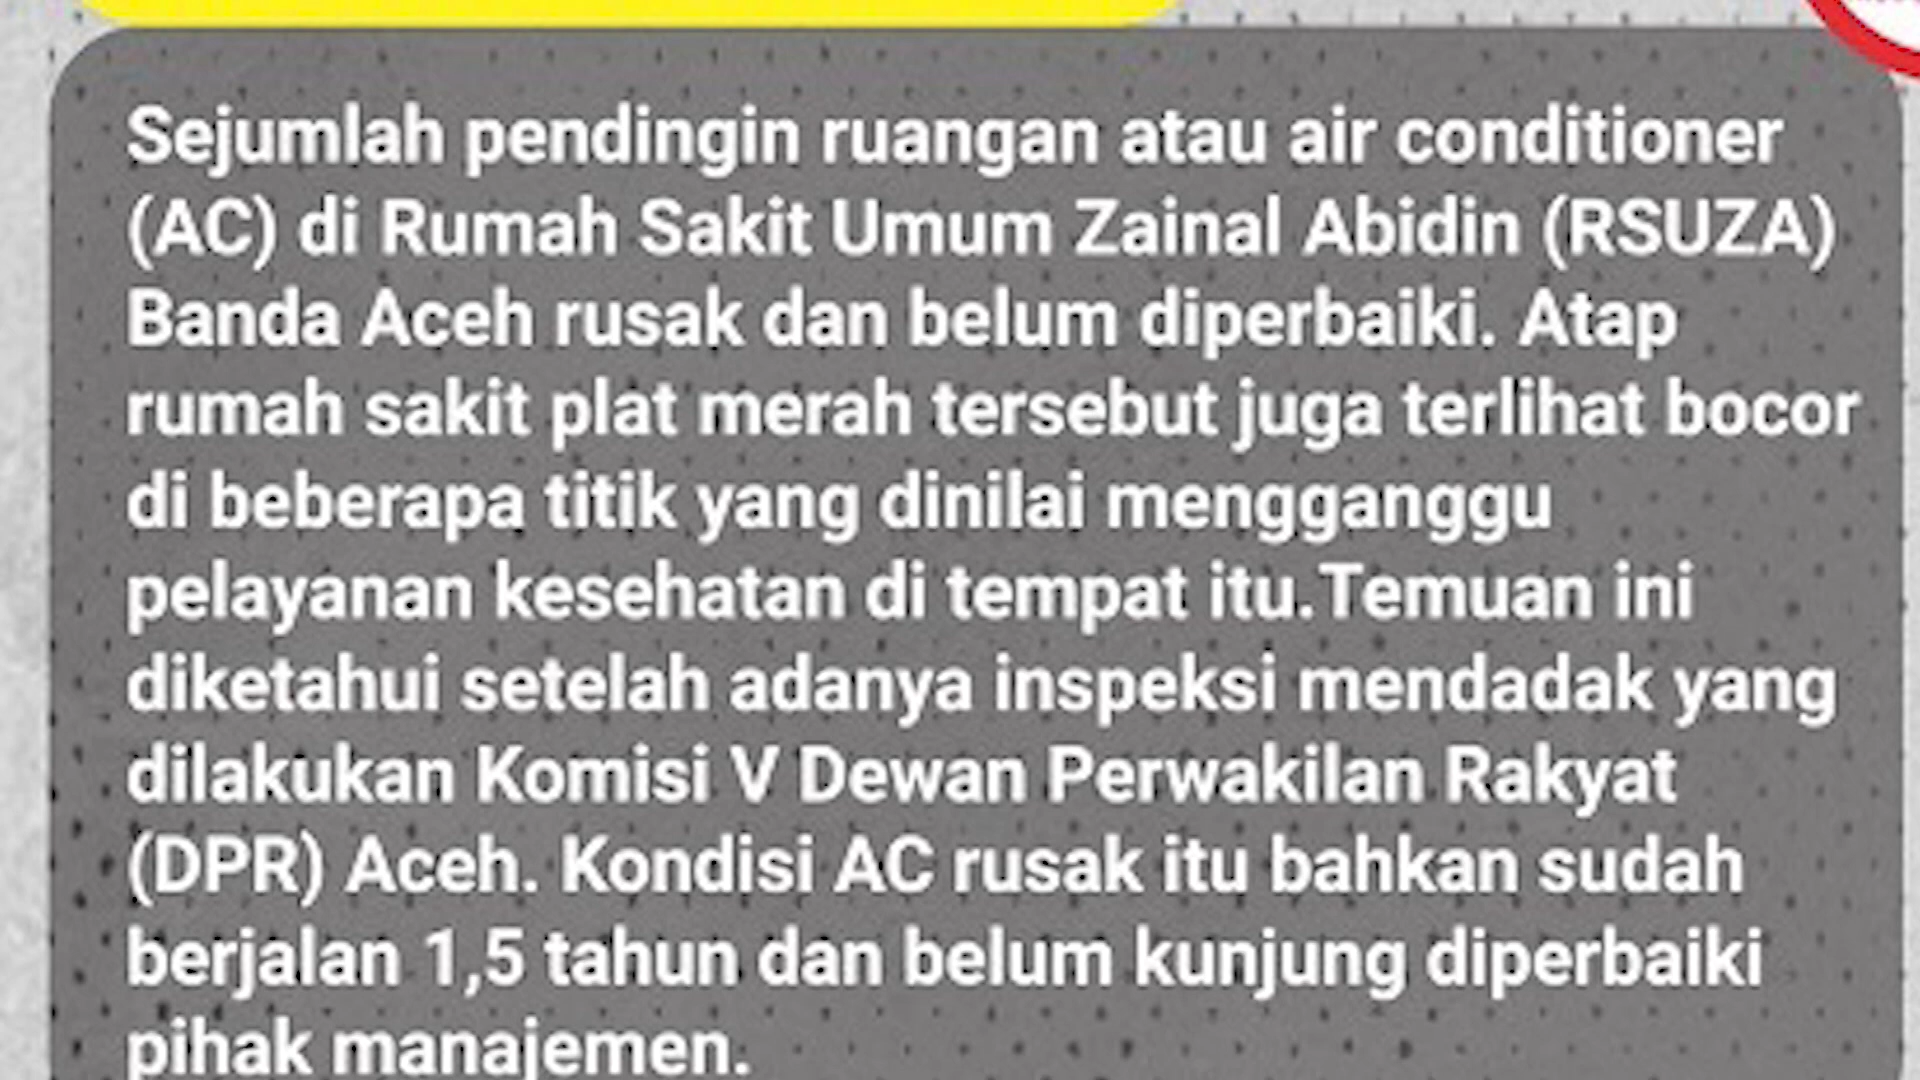 Sejumlah pendingin ruangan atau air conditioner
(AC) di Rumah Sakit Umum Zainal Abidin (RSUZA)
Banda Aceh rusak dan belum diperbaiki. Atap
rumah sakit plat merah tersebut juga terlihat bocor
di beberapa titik yang dinilai mengganggu
pelayanan kesehatan di tempat itu.Temuan ini
diketahui setelah adanya inspeksi mendadak yang
dilakukan Komisi V Dewan Perwakilan Rakyat
(DPR) Aceh. Kondisi AC rusak itu bahkan sudah
berjalan 1,5 tahun dan belum kunjung diperbaiki
pihak manajemen.